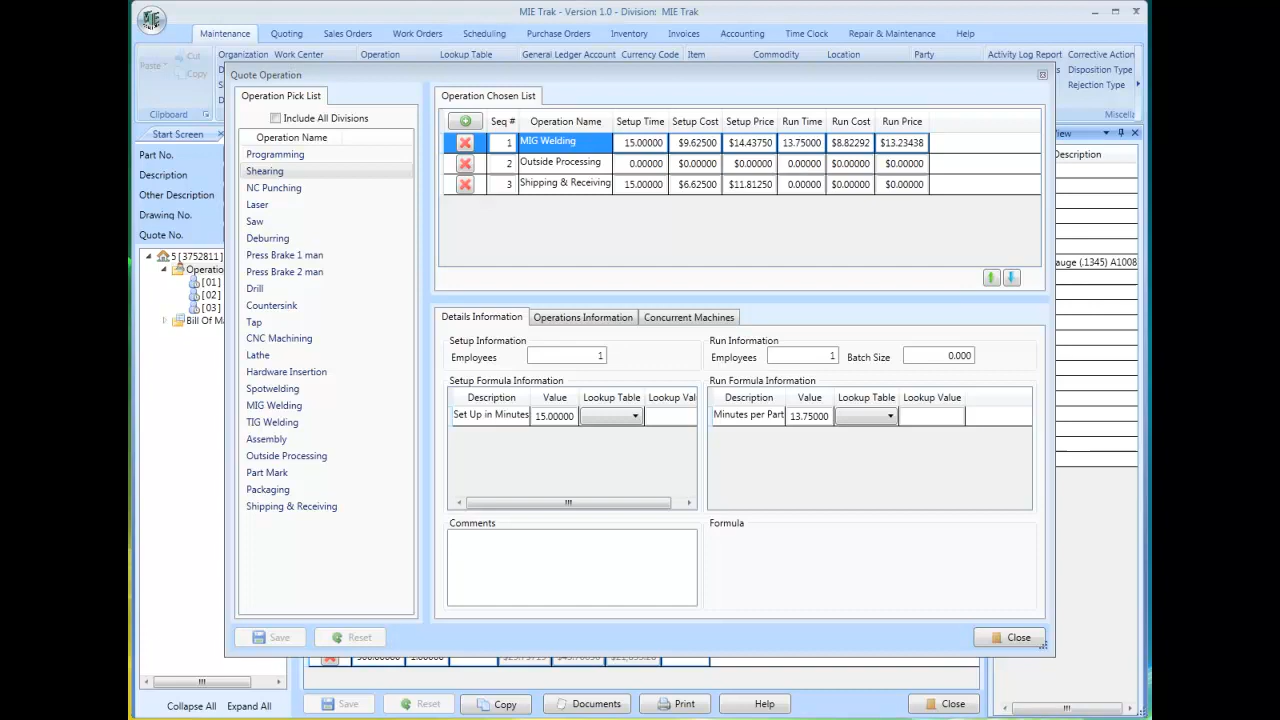 MIE Trak - Version 1.0 - Division: MIE Trak
Maintenance Quoting Sales Orders Work Orders Scheduling Purchase Orders Inventory Invoices Accounting Time Clock Repair & Maintenance Help
Cut Organization Work Center Operation Lookup Table General Ledger Account Currency Code Item Commodity Location Party Activity Log Report Corrective Action
Paste Copy Disposition Type
Rejection Type
Clipboard Miscella
Quote Operation
Start Screen View
Operation Pick List
Include All Divisions
Operation Name
Programming
Shearing
NC Punching
Laser
Saw
Deburring
Press Brake 1 man
Press Brake 2 man
Drill
Countersink
Tap
CNC Machining
Lathe
Hardware Insertion
Spotwelding
MIG Welding
TIG Welding
Assembly
Outside Processing
Part Mark
Packaging
Shipping & Receiving
Save Reset
Operation Chosen List
Seq # Operation Name Setup Time Setup Cost Setup Price Run Time Run Cost Run Price
1 MIG Welding 15.00000 $9.62500 $14.43750 13.75000 $8.82292 $13.23438
2 Outside Processing 0.00000 $0.00000 $0.00000 0.00000 $0.00000 $0.00000
3 Shipping & Receiving 15.00000 $6.62500 $11.81250 0.00000 $0.00000 $0.00000
Details Information Operations Information Concurrent Machines
Setup Information
Employees 1
Run Information
Employees 1 Batch Size 0.000
Setup Formula Information
Description Value Lookup Table Lookup Val
Set Up in Minutes 15.00000
Run Formula Information
Description Value Lookup Table Lookup Value
Minutes per Part 13.75000
Comments
Formula
Close
Part No.
Description
Other Description
Drawing No.
Quote No.
5 [3752811]
Operatio
[01]
[02]
[03]
Bill Of Ma
Collapse All Expand All
Description
auge (.1345) A1008
Save Reset Copy Documents Print Help Close